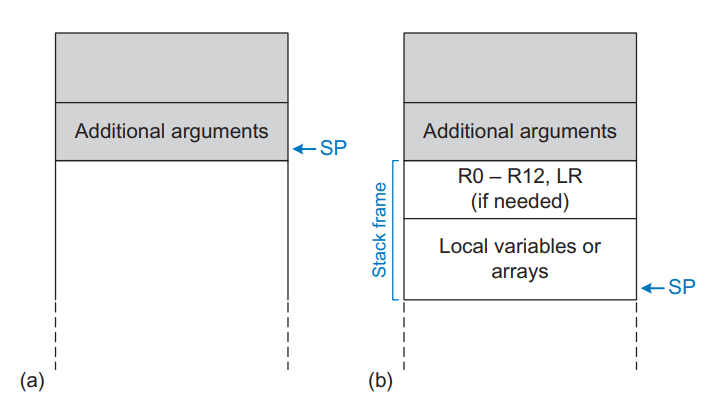 Additional arguments
SP
(a)
Additional arguments
R0 – R12, LR
(if needed)
Local variables or
arrays
Stack frame
SP
(b)